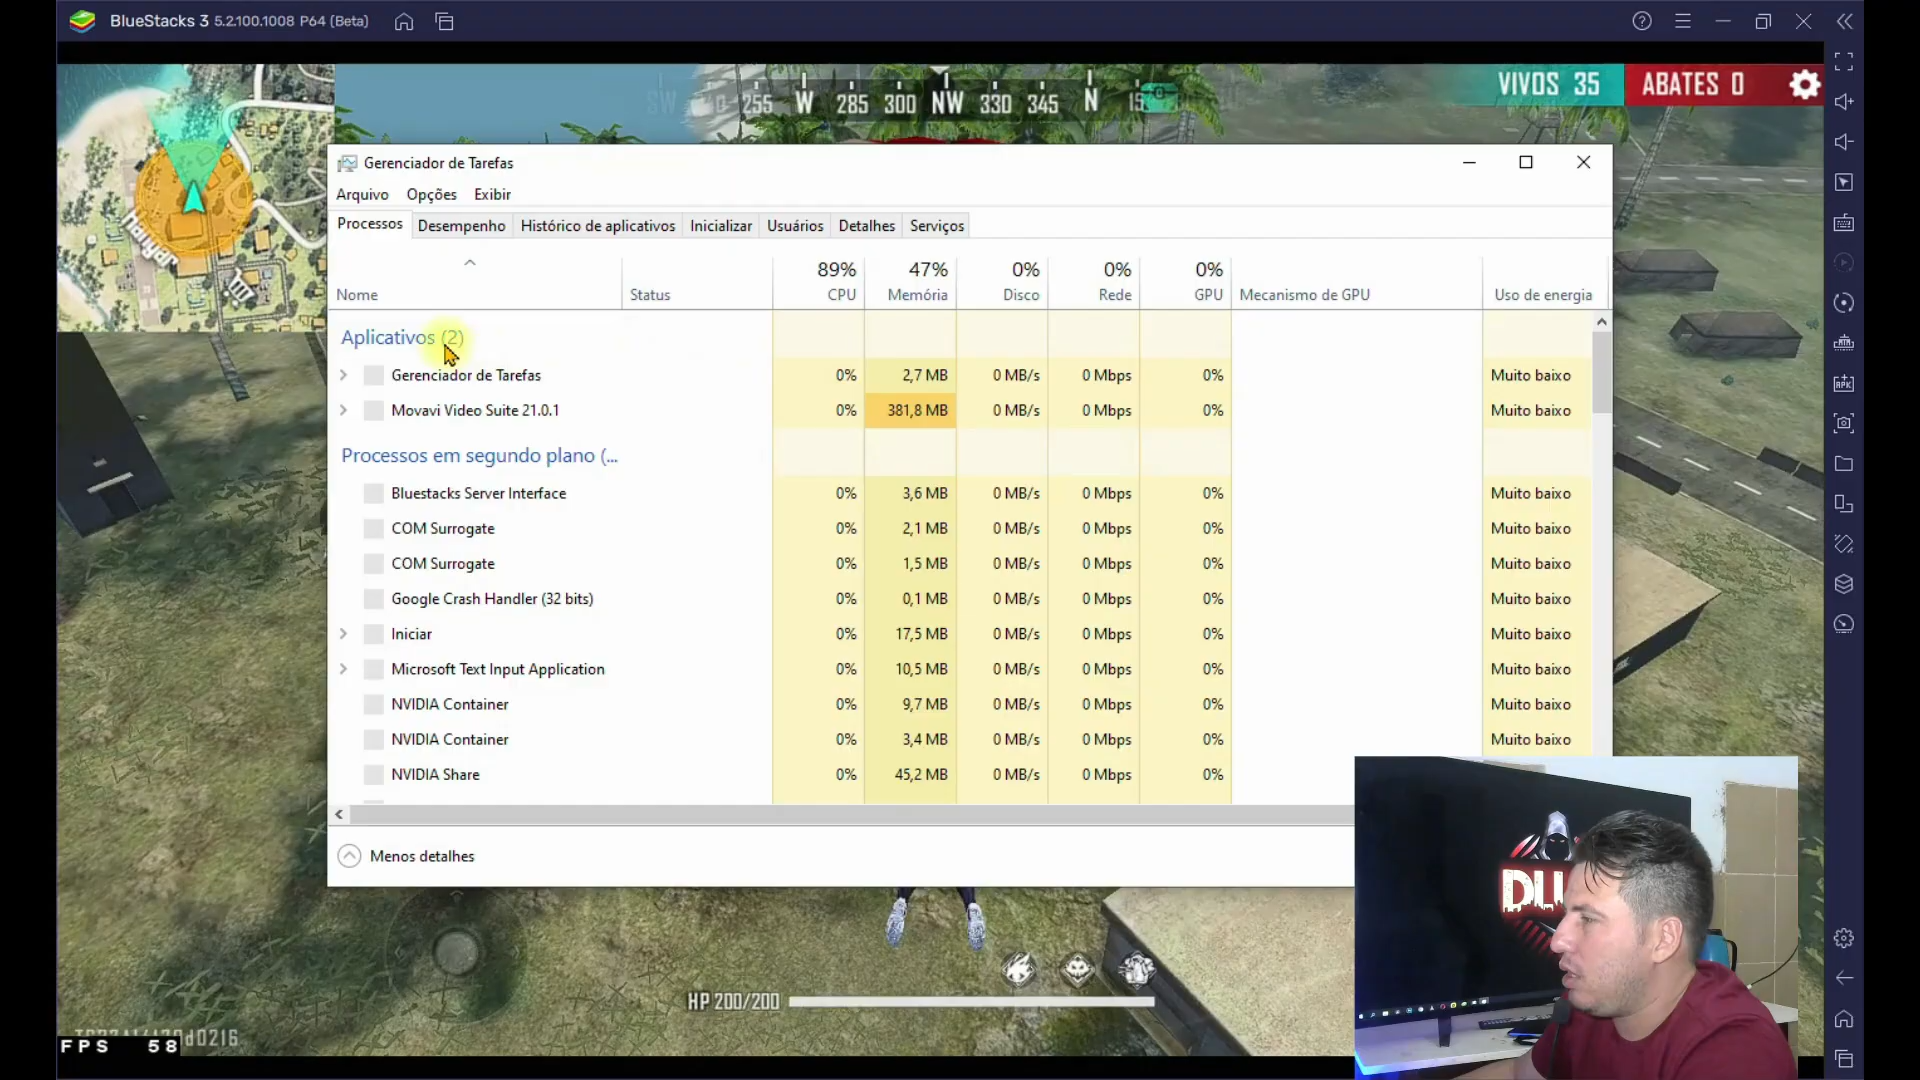 BlueStacks 3 5.2.100.1008 P64 (Beta)
255 W 285 300 NW 330 345 N 15
VIVOS 35 ABATES 0
Hangar
Gerenciador de Tarefas
Arquivo Opções Exibir
Processos Desempenho Histórico de aplicativos Inicializar Usuários Detalhes Serviços
89% 47% 0% 0% 0%
Nome Status CPU Memória Disco Rede GPU Mecanismo de GPU Uso de energia
Aplicativos (2)
Gerenciador de Tarefas 0% 2,7 MB 0 MB/s 0 Mbps 0% Muito baixo
Movavi Video Suite 21.0.1 0% 381,8 MB 0 MB/s 0 Mbps 0% Muito baixo
Processos em segundo plano (...
Bluestacks Server Interface 0% 3,6 MB 0 MB/s 0 Mbps 0% Muito baixo
COM Surrogate 0% 2,1 MB 0 MB/s 0 Mbps 0% Muito baixo
COM Surrogate 0% 1,5 MB 0 MB/s 0 Mbps 0% Muito baixo
Google Crash Handler (32 bits) 0% 0,1 MB 0 MB/s 0 Mbps 0% Muito baixo
Iniciar 0% 17,5 MB 0 MB/s 0 Mbps 0% Muito baixo
Microsoft Text Input Application 0% 10,5 MB 0 MB/s 0 Mbps 0% Muito baixo
NVIDIA Container 0% 9,7 MB 0 MB/s 0 Mbps 0% Muito baixo
NVIDIA Container 0% 3,4 MB 0 MB/s 0 Mbps 0% Muito baixo
NVIDIA Share 0% 45,2 MB 0 MB/s 0 Mbps 0%
Menos detalhes
HP 200/200
FPS 58